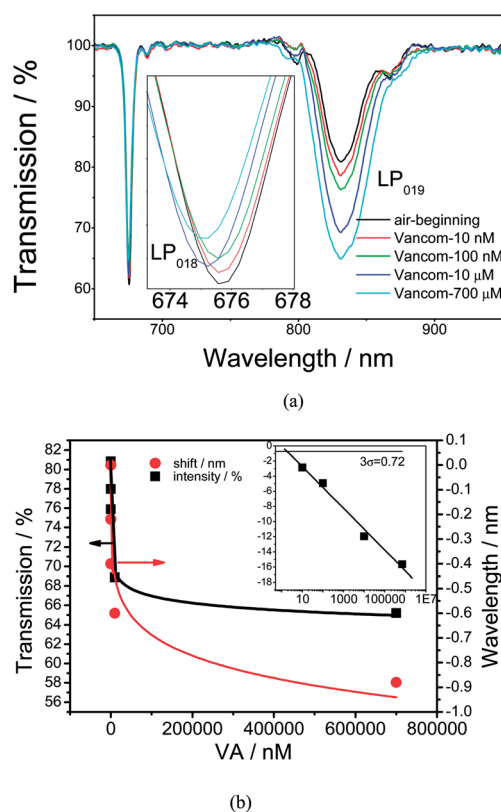 100
90
80
70
60
Transmission / %
LP018
674 676 678
LP019
air-beginning
Vancom-10 nM
Vancom-100 nM
Vancom-10 μM
Vancom-700 μM
700 800 900
Wavelength / nm
(a)
82
80
78
76
74
72
70
68
66
64
62
60
58
56
Transmission / %
shift / nm
intensity / %
0
-2
-4
-6
-8
-10
-12
-14
-16
-18
3σ=0.72
10 1000 100000 1E7
0.1
0.0
-0.1
-0.2
-0.3
-0.4
-0.5
-0.6
-0.7
-0.8
-0.9
-1.0
Wavelength / nm
0 200000 400000 600000 800000
VA / nM
(b)